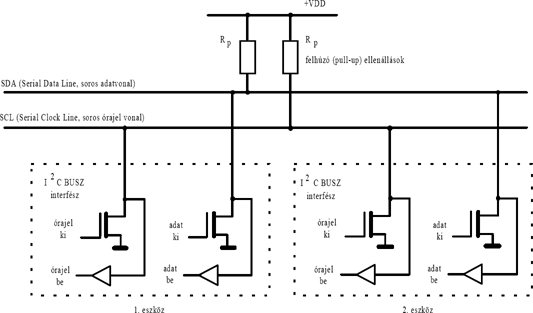 +VDD
R p
R p
felhúzó (pull-up) ellenállások
SDA (Serial Data Line, soros adatvonal)
SCL (Serial Clock Line, soros órajel vonal)
I 2 C BUSZ
interfész
órajel
ki
adat
ki
órajel
be
adat
be
I 2 C BUSZ
interfész
órajel
ki
adat
ki
órajel
be
adat
be
1. eszköz
2. eszköz